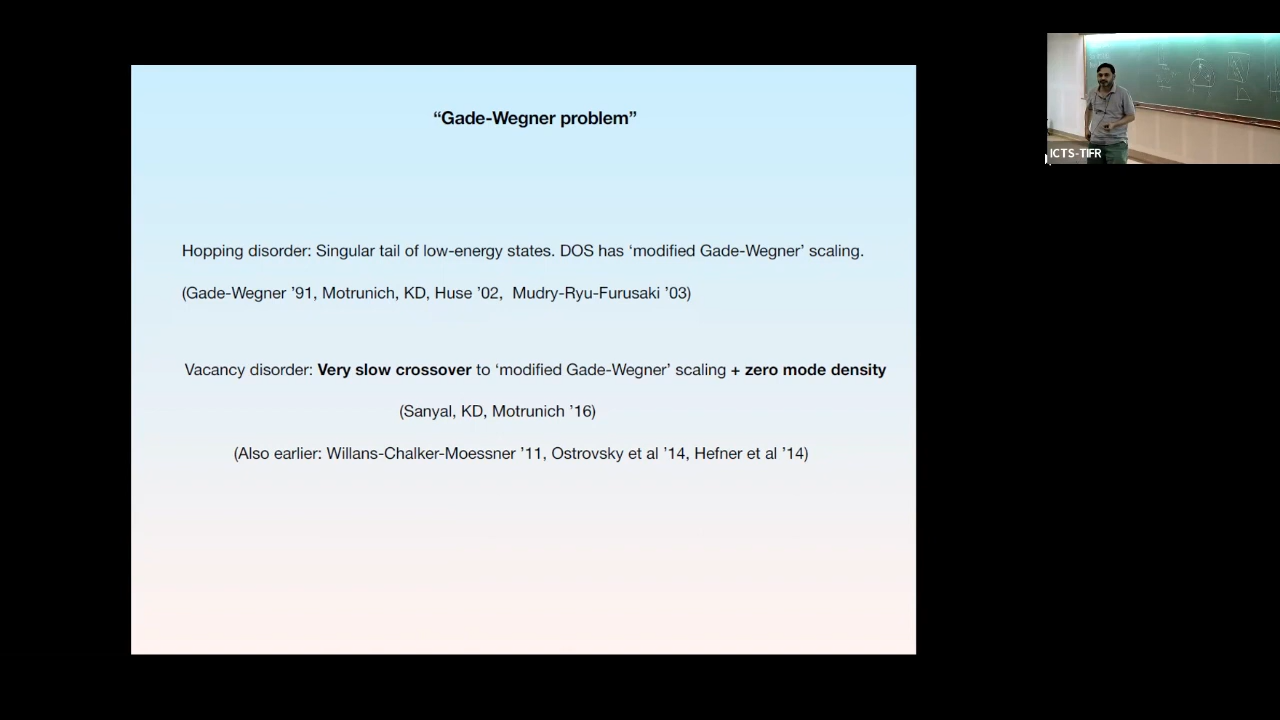 “Gade-Wegner problem”
ICTS-TIFR
Hopping disorder: Singular tail of low-energy states. DOS has ‘modified Gade-Wegner’ scaling.
(Gade-Wegner ’91, Motrunich, KD, Huse ’02, Mudry-Ryu-Furusaki ’03)
Vacancy disorder: Very slow crossover to ‘modified Gade-Wegner’ scaling + zero mode density
(Sanyal, KD, Motrunich ’16)
(Also earlier: Willans-Chalker-Moessner ’11, Ostrovsky et al ’14, Hefner et al ’14)